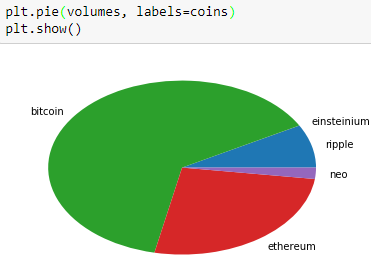 plt.pie(volumes, labels=coins)
plt.show()
bitcoin
einsteinium
ripple
neo
ethereum